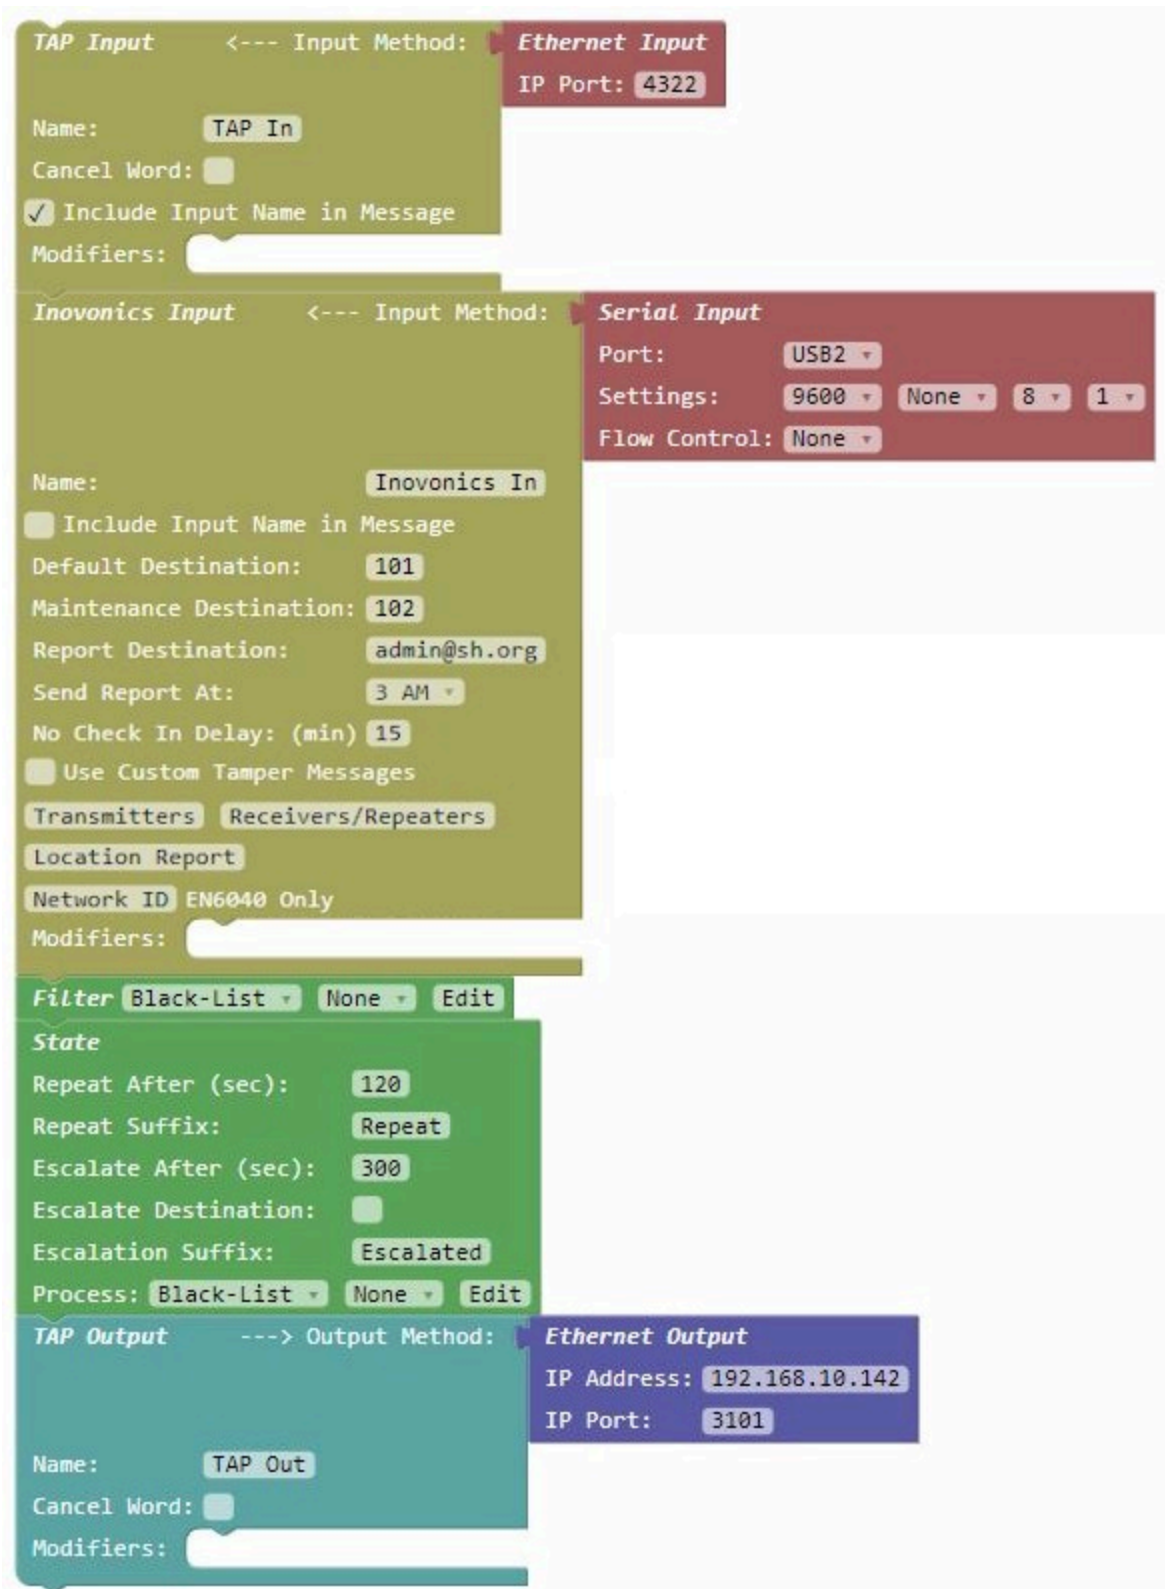 TAP Input <--- Input Method: Ethernet Input
IP Port: 4322
Name: TAP In
Cancel Word:
Include Input Name in Message
Modifiers:
Inovonics Input <--- Input Method: Serial Input
Port: USB2
Settings: 9600 None 8 1
Flow Control: None
Name: Inovonics In
Include Input Name in Message
Default Destination: 101
Maintenance Destination: 102
Report Destination: admin@sh.org
Send Report At: 3 AM
No Check In Delay: (min) 15
Use Custom Tamper Messages
Transmitters Receivers/Repeaters
Location Report
Network ID EN6040 Only
Modifiers:
Filter Black-List None Edit
State
Repeat After (sec): 120
Repeat Suffix: Repeat
Escalate After (sec): 300
Escalate Destination:
Escalation Suffix: Escalated
Process: Black-List None Edit
TAP Output ---> Output Method: Ethernet Output
IP Address: 192.168.10.142
IP Port: 3101
Name: TAP Out
Cancel Word:
Modifiers: